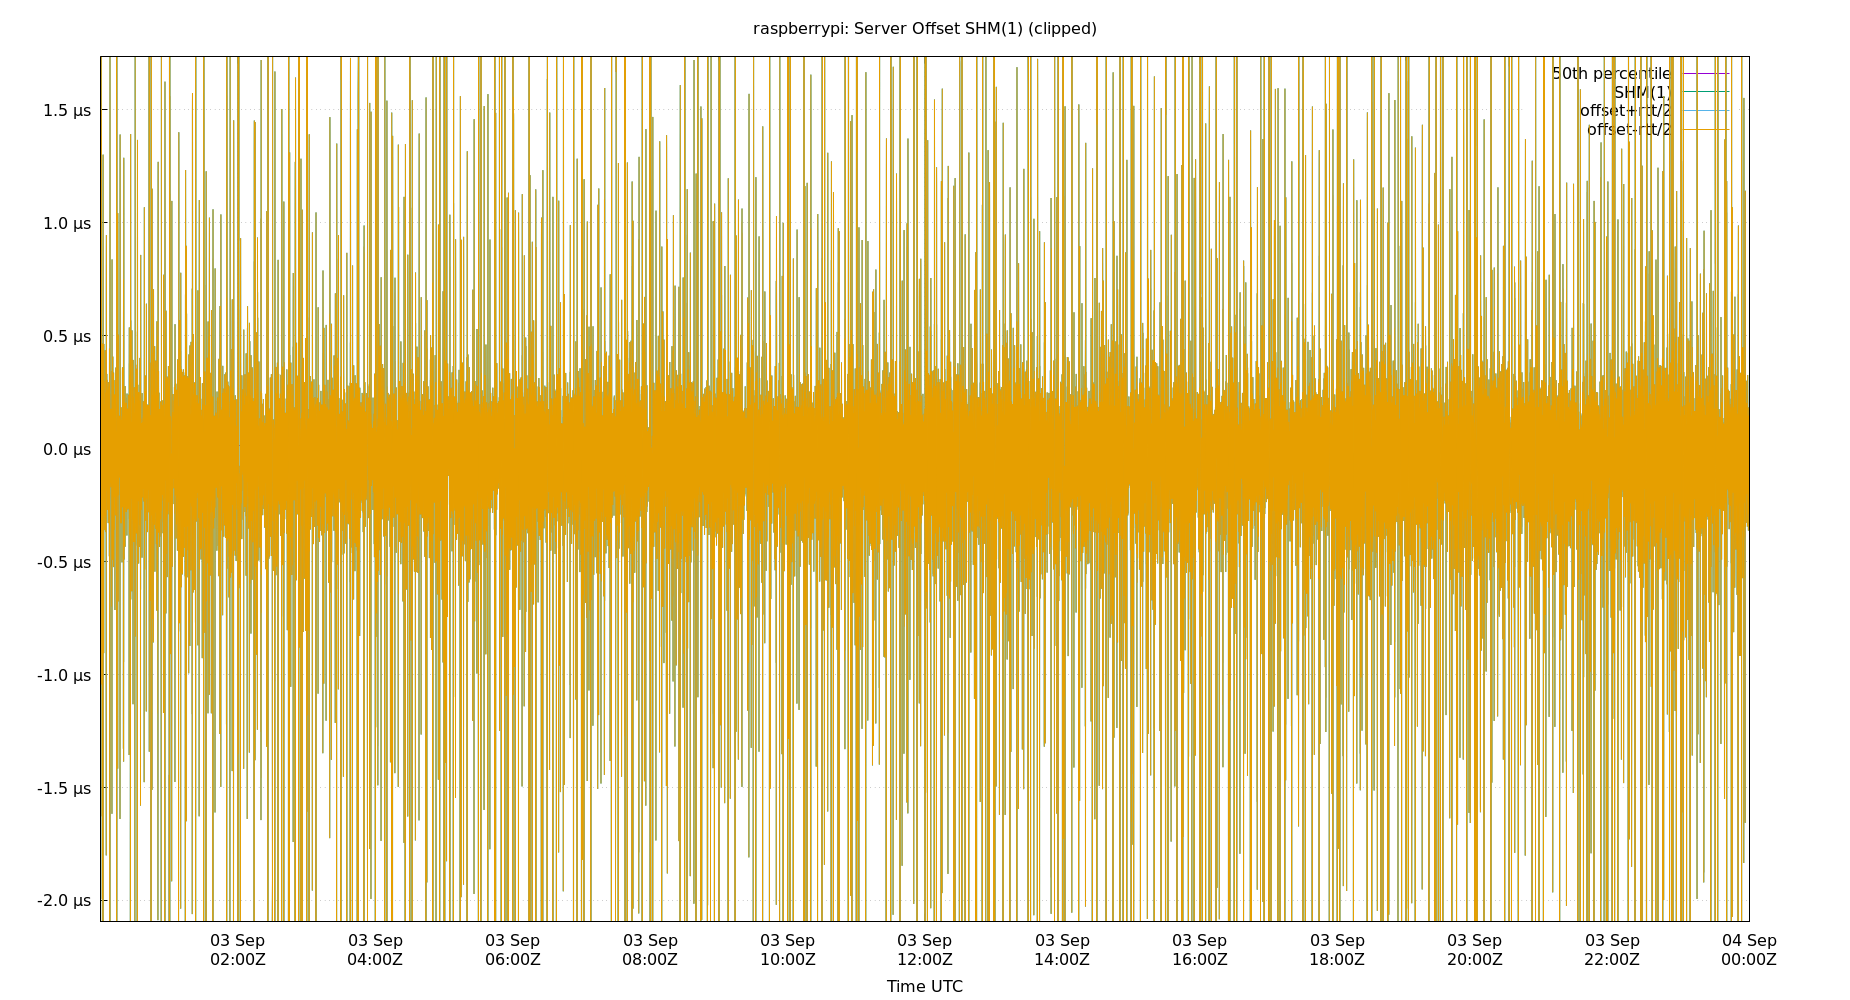 raspberrypi: Server Offset SHM(1) (clipped)
50th percentile
SHM(1)
offset+rtt/2
offset-rtt/2
1.5 µs
1.0 µs
0.5 µs
0.0 µs
-0.5 µs
-1.0 µs
-1.5 µs
-2.0 µs
03 Sep 03 Sep 03 Sep 03 Sep 03 Sep 03 Sep 03 Sep 03 Sep 03 Sep 03 Sep 03 Sep 04 Sep
02:00Z 04:00Z 06:00Z 08:00Z 10:00Z 12:00Z 14:00Z 16:00Z 18:00Z 20:00Z 22:00Z 00:00Z
Time UTC